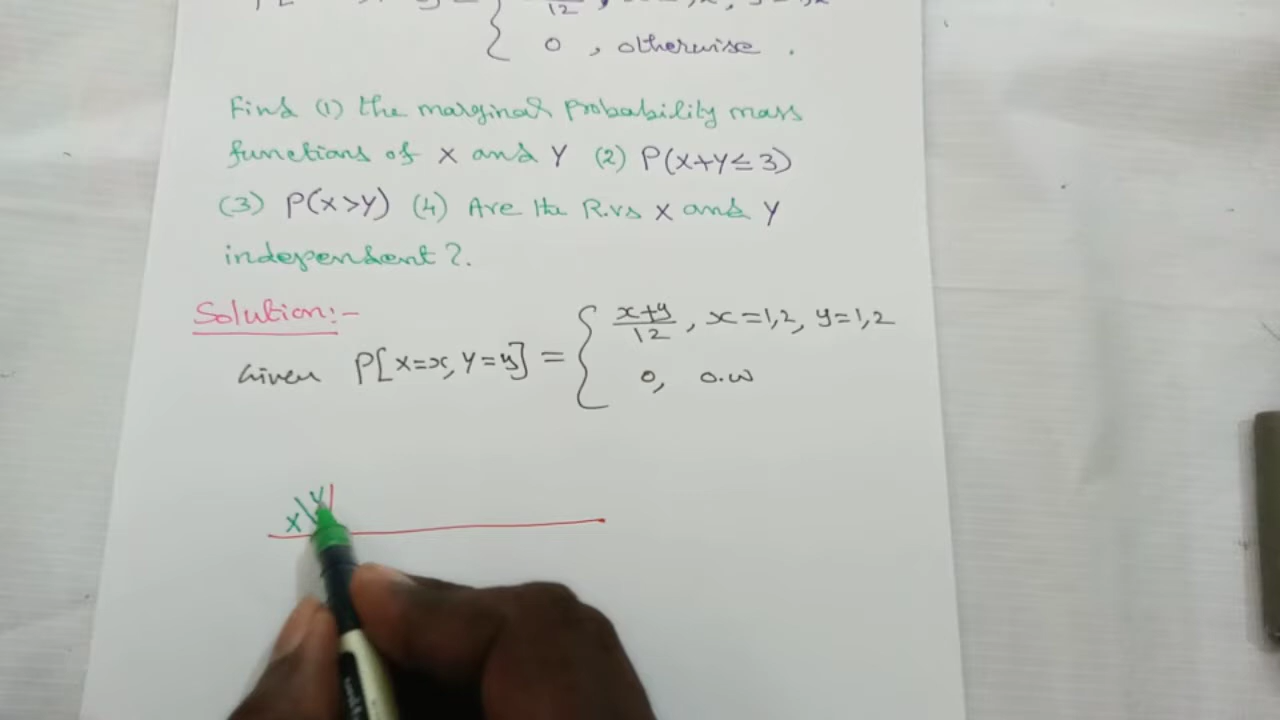 12
0 , otherwise .
Find (1) the marginal probability mass
functions of X and Y (2) P(X+Y≤3)
(3) P(X>Y) (4) Are the R.vs X and Y
independent?.
Solution:-
Given P[X=x, Y=y] = { x+y/12, x=1,2, y=1,2
0, o.w
X\Y